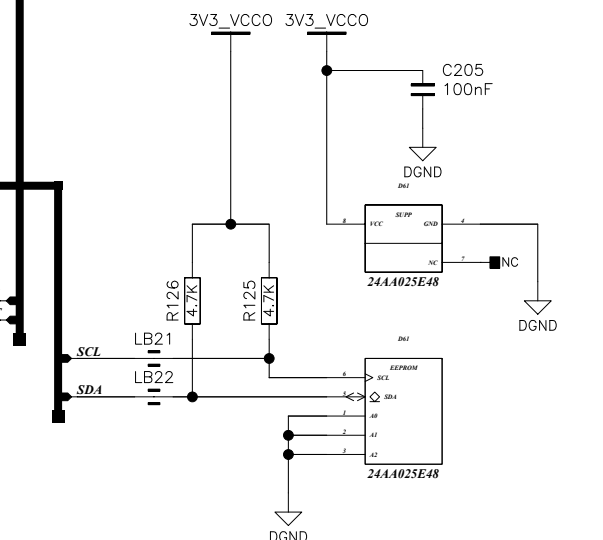 3V3_VCCO 3V3_VCCO
C205
100nF
DGND
D61
SUPP
8 VCC GND 4
NC 7 NC
24AA025E48
DGND
R126 4.7K R125 4.7K
D61
LB21
SCL
EEPROM
LB22
6 SCL
SDA
5 SDA
1 A0
2 A1
3 A2
24AA025E48
DGND